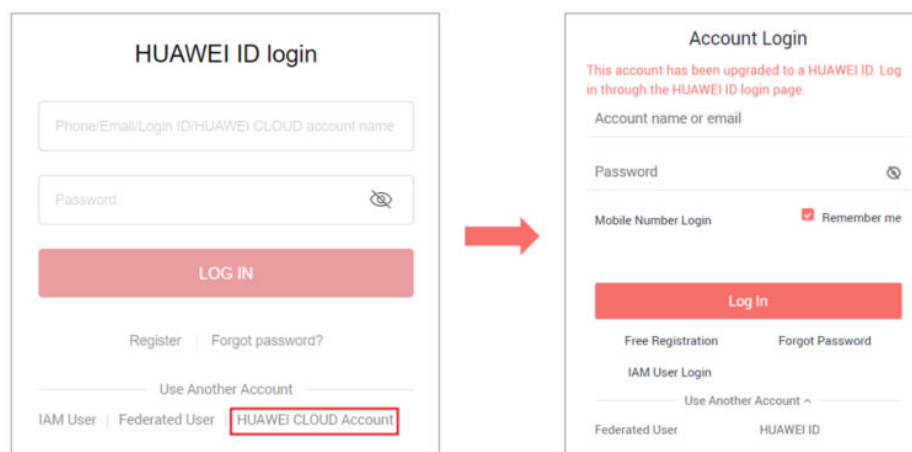 HUAWEI ID login
Phone/Email/Login ID/HUAWEI CLOUD account name
Password
LOG IN
Register | Forgot password?
Use Another Account
IAM User | Federated User | HUAWEI CLOUD Account
Account Login
This account has been upgraded to a HUAWEI ID. Log
in through the HUAWEI ID login page.
Account name or email
Password
Mobile Number Login
Remember me
Log In
Free Registration
Forgot Password
IAM User Login
Use Another Account
Federated User
HUAWEI ID